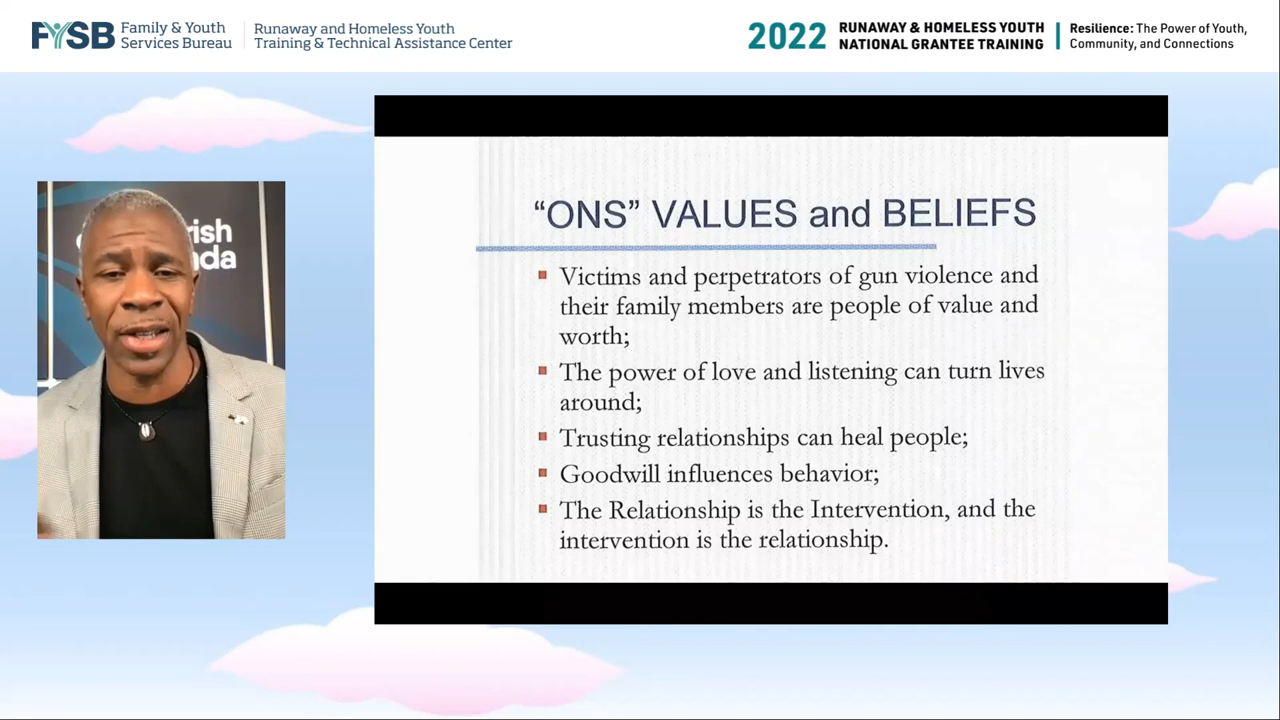 FYSB
Family & Youth
Services Bureau
Runaway and Homeless Youth
Training & Technical Assistance Center
2022
RUNAWAY & HOMELESS YOUTH
NATIONAL GRANTEE TRAINING
Resilience: The Power of Youth,
Community, and Connections
“ONS” VALUES and BELIEFS
Victims and perpetrators of gun violence and
their family members are people of value and
worth;
The power of love and listening can turn lives
around;
Trusting relationships can heal people;
Goodwill influences behavior;
The Relationship is the Intervention, and the
intervention is the relationship.